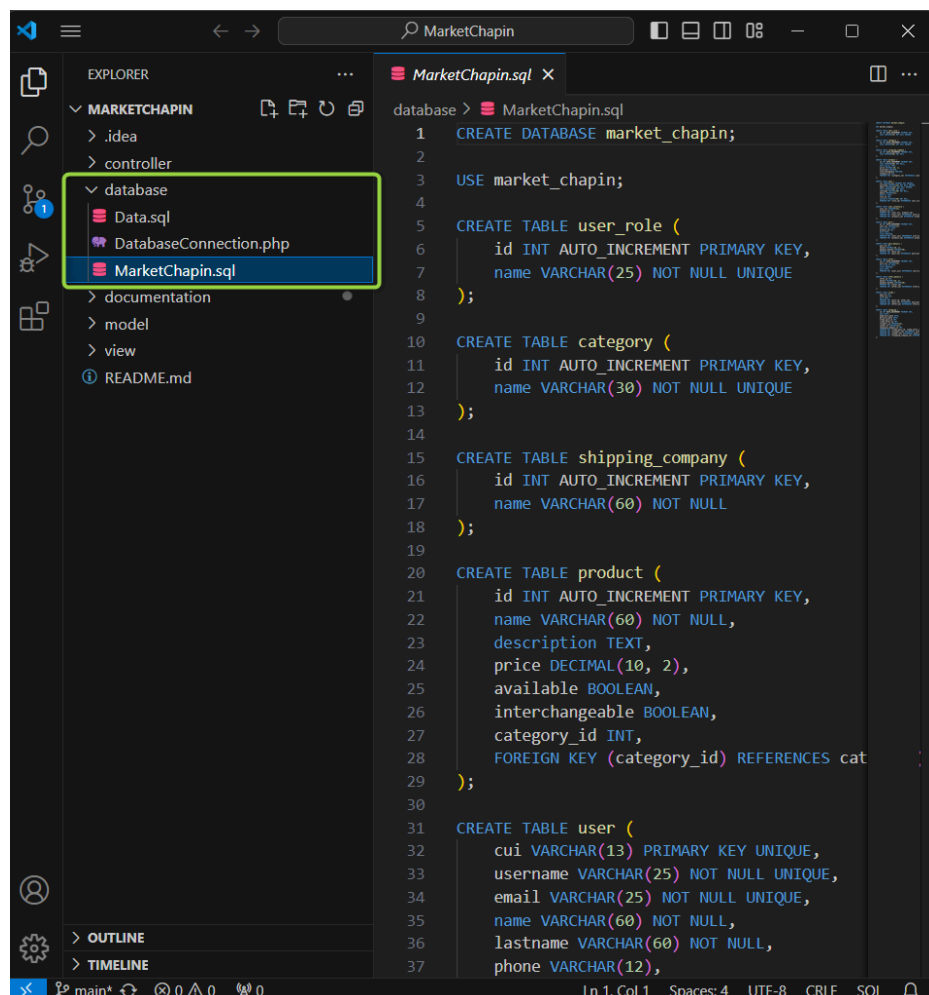 MarketChapin
EXPLORER
MARKETCHAPIN
.idea
controller
database
Data.sql
DatabaseConnection.php
MarketChapin.sql
documentation
model
view
README.md
OUTLINE
TIMELINE
1
MarketChapin.sql
database > MarketChapin.sql
1 CREATE DATABASE market_chapin;
2
3 USE market_chapin;
4
5 CREATE TABLE user_role (
6 id INT AUTO_INCREMENT PRIMARY KEY,
7 name VARCHAR(25) NOT NULL UNIQUE
8 );
9
10 CREATE TABLE category (
11 id INT AUTO_INCREMENT PRIMARY KEY,
12 name VARCHAR(30) NOT NULL UNIQUE
13 );
14
15 CREATE TABLE shipping_company (
16 id INT AUTO_INCREMENT PRIMARY KEY,
17 name VARCHAR(60) NOT NULL
18 );
19
20 CREATE TABLE product (
21 id INT AUTO_INCREMENT PRIMARY KEY,
22 name VARCHAR(60) NOT NULL,
23 description TEXT,
24 price DECIMAL(10, 2),
25 available BOOLEAN,
26 interchangeable BOOLEAN,
27 category_id INT,
28 FOREIGN KEY (category_id) REFERENCES cat
29 );
30
31 CREATE TABLE user (
32 cui VARCHAR(13) PRIMARY KEY UNIQUE,
33 username VARCHAR(25) NOT NULL UNIQUE,
34 email VARCHAR(25) NOT NULL UNIQUE,
35 name VARCHAR(60) NOT NULL,
36 lastname VARCHAR(60) NOT NULL,
37 phone VARCHAR(12),
main* 0 0 0 Ln 1, Col 1 Spaces: 4 UTF-8 CRLF SQL